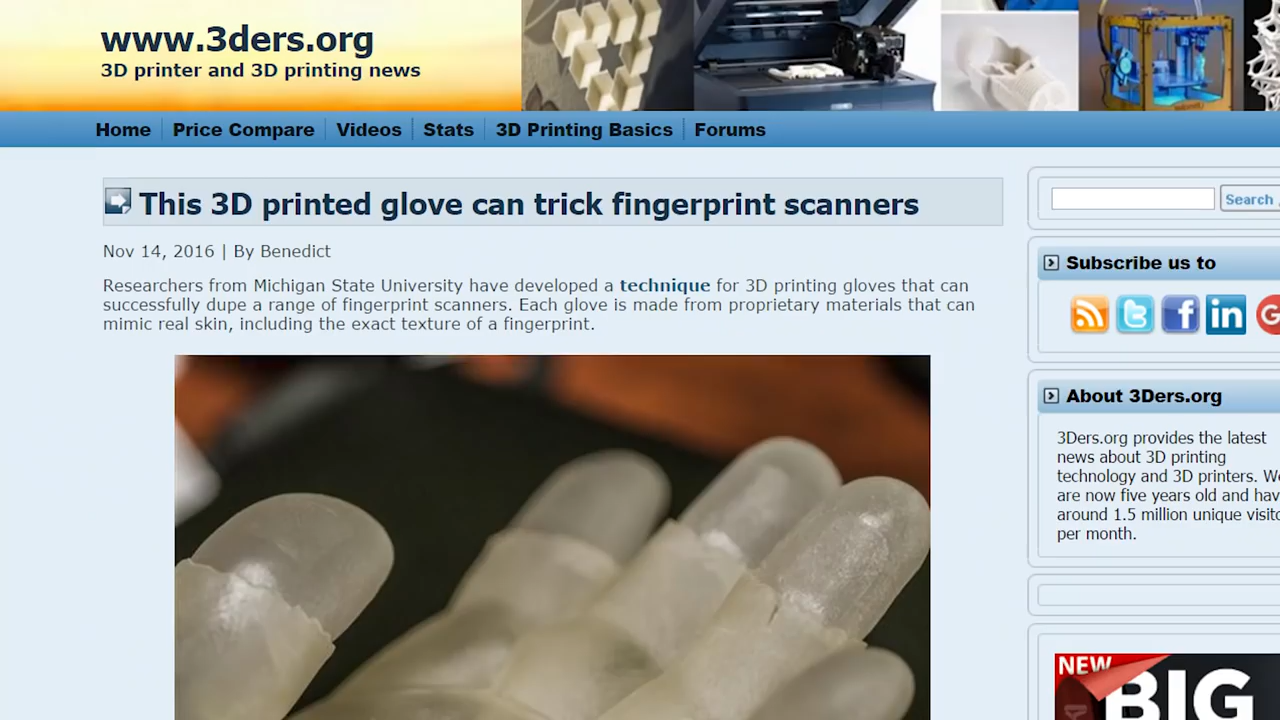 www.3ders.org
3D printer and 3D printing news
Home
Price Compare
Videos
Stats
3D Printing Basics
Forums
This 3D printed glove can trick fingerprint scanners
Nov 14, 2016 | By Benedict
Researchers from Michigan State University have developed a technique for 3D printing gloves that can
successfully dupe a range of fingerprint scanners. Each glove is made from proprietary materials that can
mimic real skin, including the exact texture of a fingerprint.
Search
Subscribe us to
in
G
About 3Ders.org
3Ders.org provides the latest
news about 3D printing
technology and 3D printers. We
are now five years old and hav
around 1.5 million unique visito
per month.
NEW
BIG